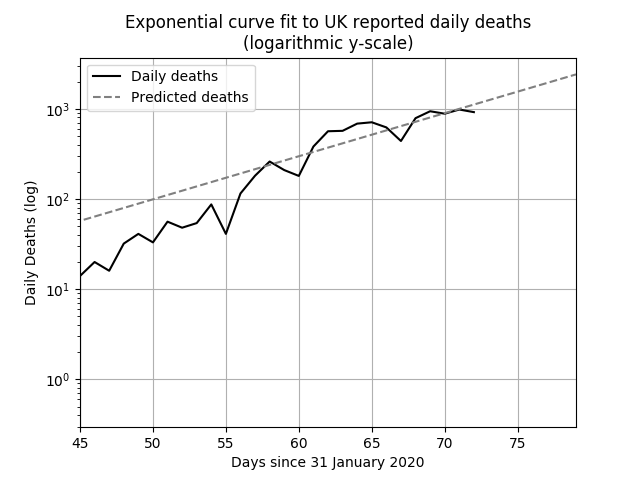 Exponential curve fit to UK reported daily deaths
(logarithmic y-scale)
Daily deaths
Predicted deaths
Daily Deaths (log)
10³
10²
10¹
10⁰
45 50 55 60 65 70 75
Days since 31 January 2020